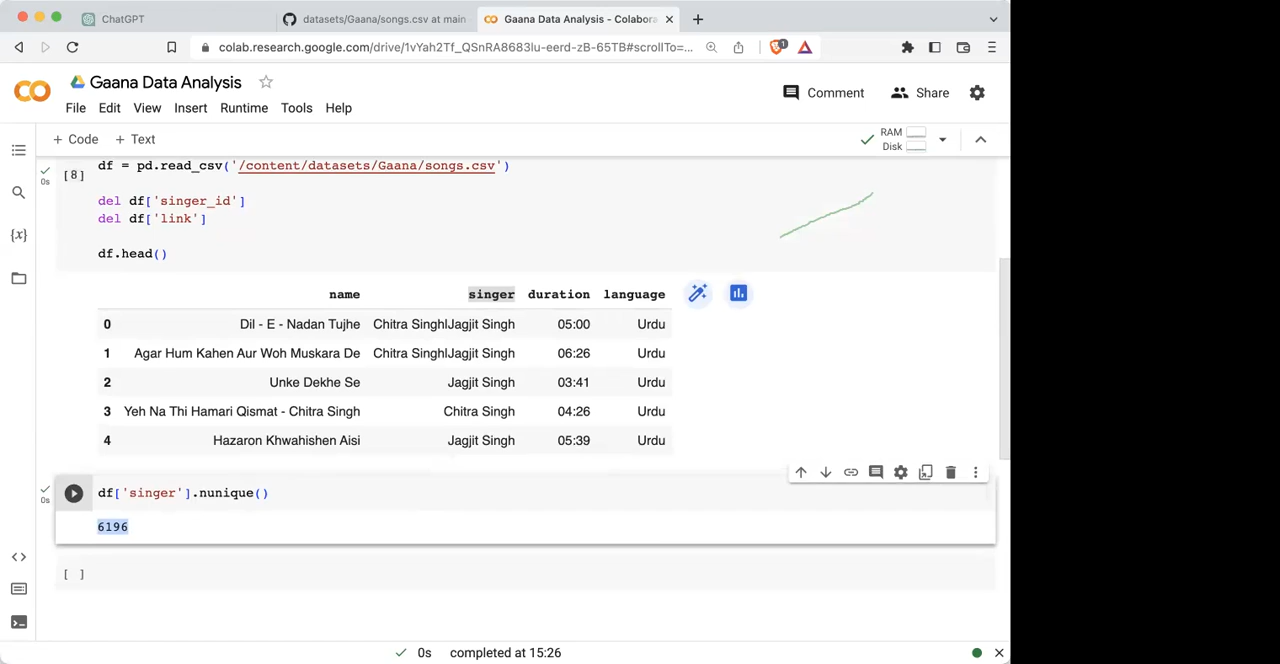 ChatGPT
datasets/Gaana/songs.csv at main
Gaana Data Analysis - Colabora
colab.research.google.com/drive/1vYah2Tf_QSnRA8683lu-eerd-zB-65TB#scrollTo=...
1
Gaana Data Analysis
File Edit View Insert Runtime Tools Help
Comment
Share
+ Code + Text
RAM
Disk
0s
[8]
df = pd.read_csv('/content/datasets/Gaana/songs.csv')
del df['singer_id']
del df['link']
df.head()
name singer duration language
0 Dil - E - Nadan Tujhe Chitra Singh|Jagjit Singh 05:00 Urdu
1 Agar Hum Kahen Aur Woh Muskara De Chitra Singh|Jagjit Singh 06:26 Urdu
2 Unke Dekhe Se Jagjit Singh 03:41 Urdu
3 Yeh Na Thi Hamari Qismat - Chitra Singh Chitra Singh 04:26 Urdu
4 Hazaron Khwahishen Aisi Jagjit Singh 05:39 Urdu
0s
df['singer'].nunique()
6196
[ ]
{x}
0s completed at 15:26